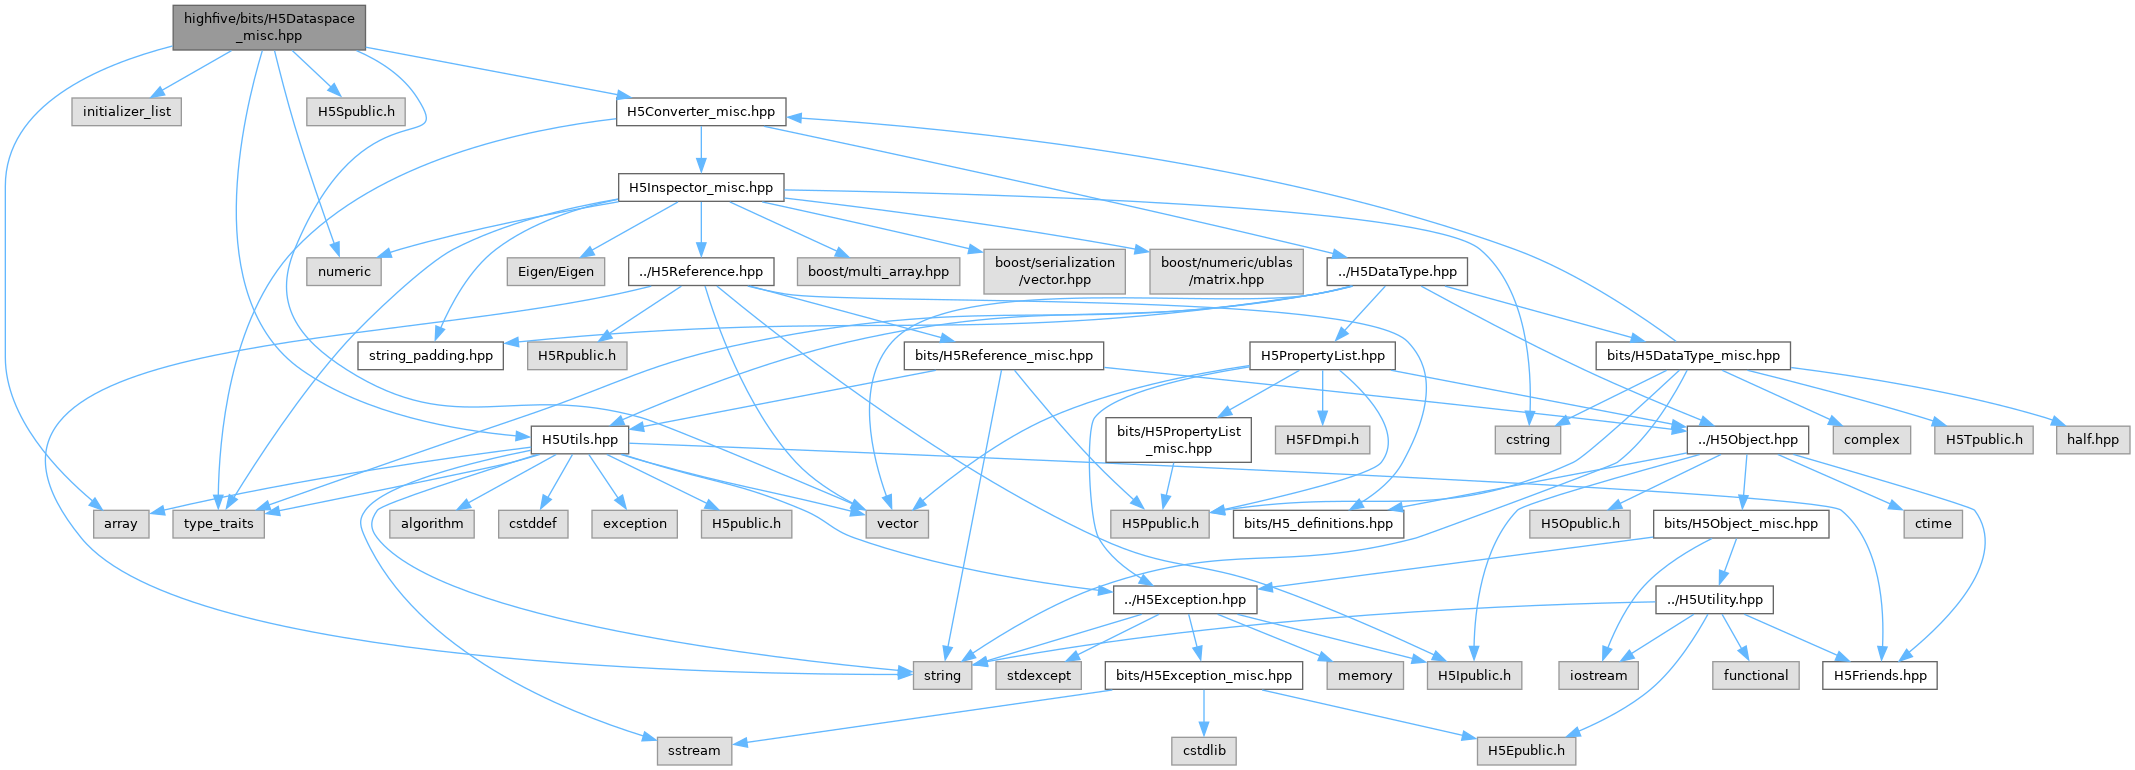 highfive/bits/H5Dataspace
_misc.hpp
initializer_list
H5Spublic.h
H5Converter_misc.hpp
H5Inspector_misc.hpp
numeric
Eigen/Eigen
../H5Reference.hpp
boost/multi_array.hpp
boost/serialization
/vector.hpp
boost/numeric/ublas
/matrix.hpp
../H5DataType.hpp
string_padding.hpp
H5Rpublic.h
bits/H5Reference_misc.hpp
H5PropertyList.hpp
bits/H5DataType_misc.hpp
H5Utils.hpp
bits/H5PropertyList
_misc.hpp
H5FDmpi.h
cstring
../H5Object.hpp
complex
H5Tpublic.h
half.hpp
array
type_traits
algorithm
cstddef
exception
H5public.h
vector
H5Ppublic.h
bits/H5_definitions.hpp
H5Opublic.h
bits/H5Object_misc.hpp
ctime
../H5Exception.hpp
../H5Utility.hpp
string
stdexcept
bits/H5Exception_misc.hpp
memory
H5Ipublic.h
iostream
functional
H5Friends.hpp
sstream
cstdlib
H5Epublic.h